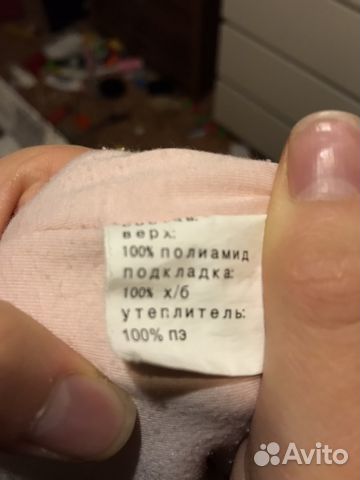 верх:
100% полиамид
подкладка:
100% х/б
утеплитель:
100% пэ
Avito